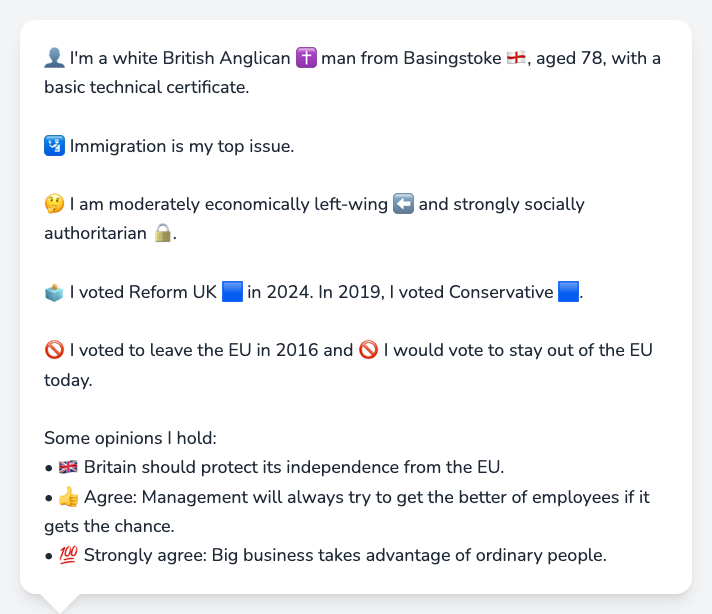 👤 I'm a white British Anglican ✝️ man from Basingstoke 🏴󠁧󠁢󠁥󠁮󠁧󠁿, aged 78, with a
basic technical certificate.
🛂 Immigration is my top issue.
🤔 I am moderately economically left-wing ⬅️ and strongly socially
authoritarian 🔒.
🗳️ I voted Reform UK 🟦 in 2024. In 2019, I voted Conservative 🟦.
🚫 I voted to leave the EU in 2016 and 🚫 I would vote to stay out of the EU
today.
Some opinions I hold:
• 🇬🇧 Britain should protect its independence from the EU.
• 👍 Agree: Management will always try to get the better of employees if it
gets the chance.
• 💯 Strongly agree: Big business takes advantage of ordinary people.